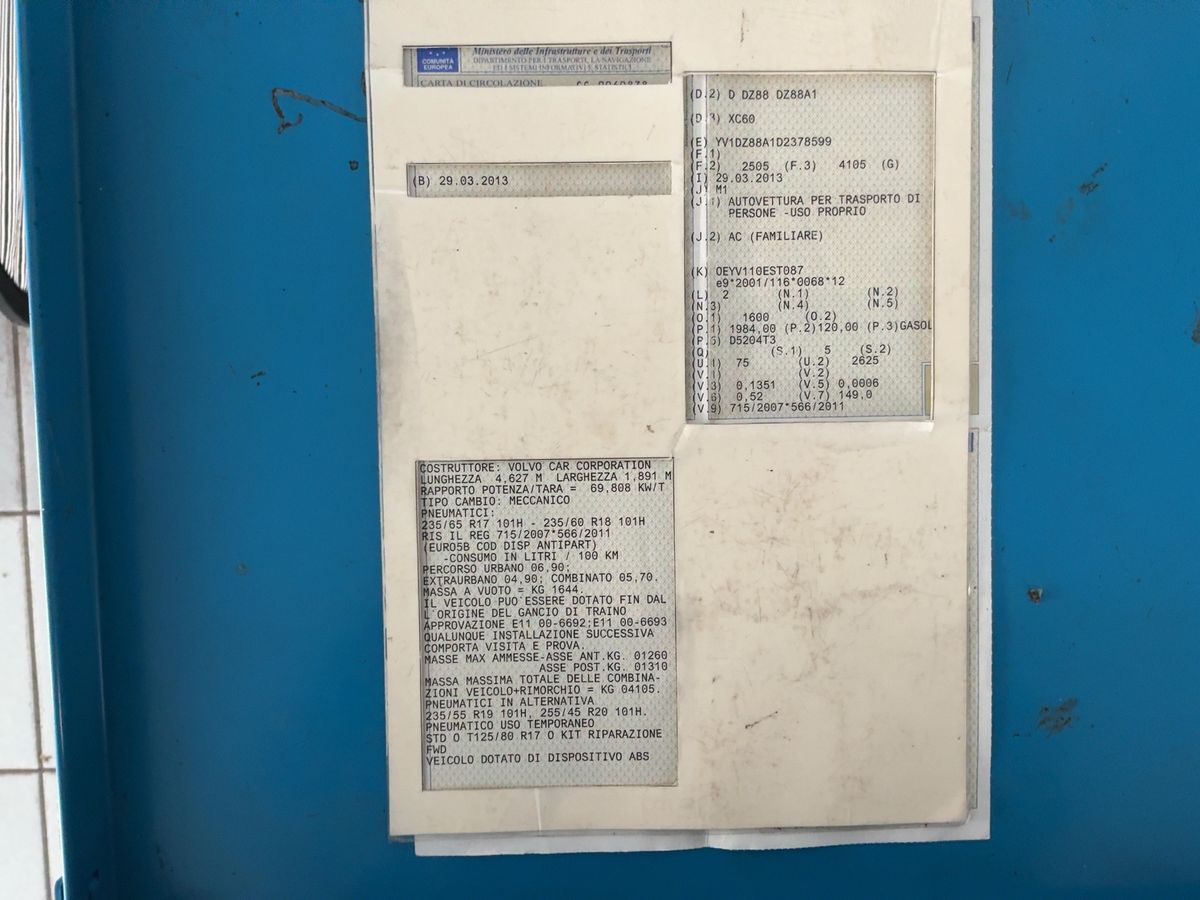 COMUNITÀ
EUROPEA
Ministero delle Infrastrutture e dei Trasporti
DIPARTIMENTO PER I TRASPORTI, LA NAVIGAZIONE
ED I SISTEMI INFORMATIVI E STATISTICI
CARTA DI CIRCOLAZIONE
(B) 29.03.2013
COSTRUTTORE: VOLVO CAR CORPORATION
LUNGHEZZA 4,627 M LARGHEZZA 1,891 M
RAPPORTO POTENZA/TARA = 69,808 KW/T
TIPO CAMBIO: MECCANICO
PNEUMATICI:
235/65 R17 101H - 235/60 R18 101H
RIS IL REG 715/2007*566/2011
(EURO5B COD DISP ANTIPART)
-CONSUMO IN LITRI / 100 KM
PERCORSO URBANO 06,90;
EXTRAURBANO 04,90; COMBINATO 05,70.
MASSA A VUOTO = KG 1644.
IL VEICOLO PUO'ESSERE DOTATO FIN DAL
L'ORIGINE DEL GANCIO DI TRAINO
APPROVAZIONE E11 00-6692;E11 00-6693
QUALUNQUE INSTALLAZIONE SUCCESSIVA
COMPORTA VISITA E PROVA.
MASSE MAX AMMESSE-ASSE ANT.KG. 01260
ASSE POST.KG. 01310
MASSA MASSIMA TOTALE DELLE COMBINA-
ZIONI VEICOLO+RIMORCHIO = KG 04105.
PNEUMATICI IN ALTERNATIVA
235/55 R19 101H, 255/45 R20 101H.
PNEUMATICO USO TEMPORANEO
STD O T125/80 R17 O KIT RIPARAZIONE
FWD
VEICOLO DOTATO DI DISPOSITIVO ABS
(D.2) D DZ88 DZ88A1
(D.3) XC60
(E) YV1DZ88A1D2378599
(F.1)
(F.2) 2505 (F.3) 4105 (G)
(I) 29.03.2013
(J) M1
(J.1) AUTOVETTURA PER TRASPORTO DI
PERSONE -USO PROPRIO
(J.2) AC (FAMILIARE)
(K) OEYV110EST087
e9*2001/116*0068*12
(L) 2 (N.1) (N.2)
(N.3) (N.4) (N.5)
(O.1) 1600 (O.2)
(P.1) 1984,00 (P.2)120,00 (P.3)GASOL
(P.5) D5204T3
(Q) (S.1) 5 (S.2)
(U.1) 75 (U.2) 2625
(V.1) (V.2)
(V.3) 0,1351 (V.5) 0,0006
(V.6) 0,52 (V.7) 149,0
(V.9) 715/2007*566/2011